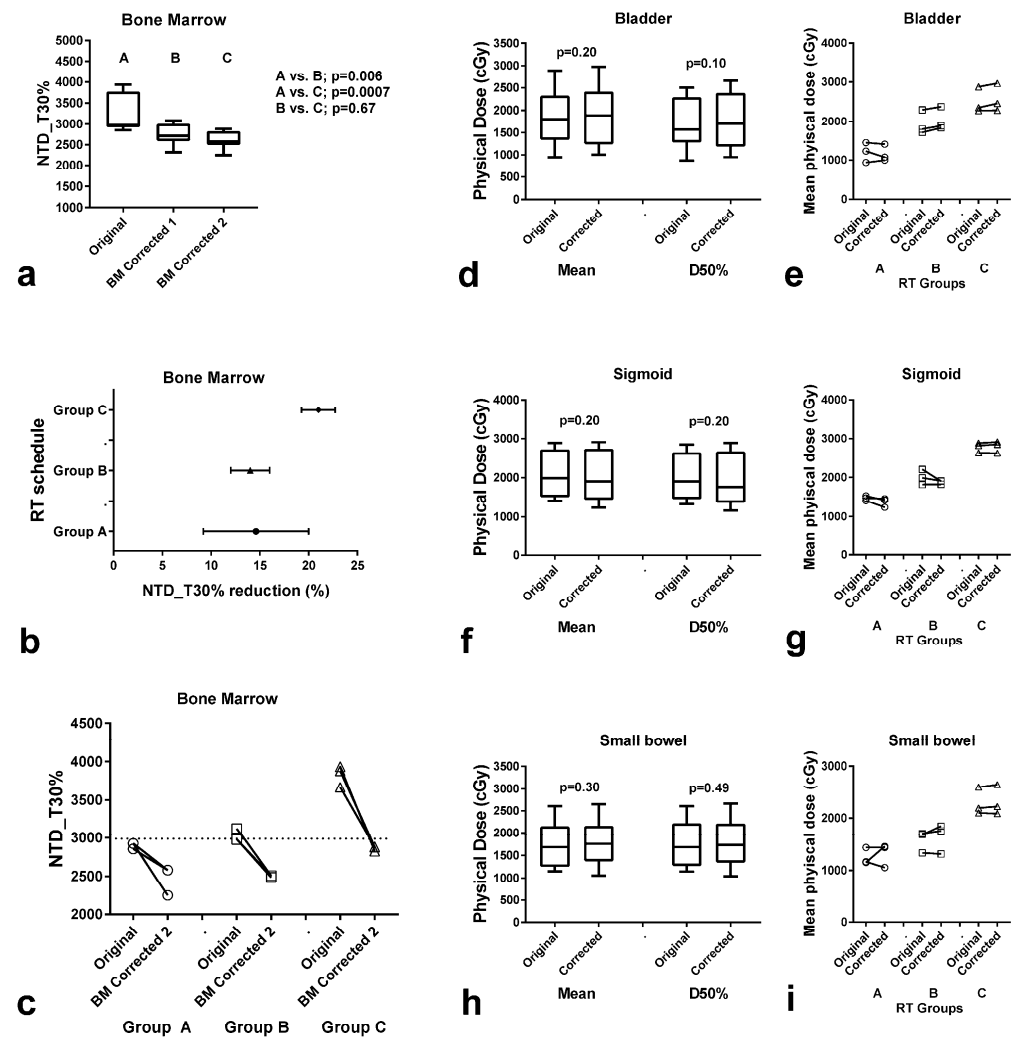 Bone Marrow
NTD_T30%
5000
4500
4000
3500
3000
2500
2000
1500
1000
A B C
A vs. B; p=0.006
A vs. C; p=0.0007
B vs. C; p=0.67
Original
BM Corrected 1
BM Corrected 2
a
Bone Marrow
RT schedule
Group C
Group B
Group A
0 5 10 15 20 25
NTD_T30% reduction (%)
b
Bone Marrow
NTD_T30%
4500
4000
3500
3000
2500
2000
Original
BM Corrected 2
Original
BM Corrected 2
Original
BM Corrected 2
Group A Group B Group C
c
Bladder
Physical Dose (cGy)
3500
3000
2500
2000
1500
1000
500
0
p=0.20
p=0.10
Original
Corrected
Original
Corrected
Mean D50%
d
Bladder
Mean phyiscal dose (cGy)
4000
3000
2000
1000
0
Original
Corrected
Original
Corrected
Original
Corrected
A B C
RT Groups
e
Sigmoid
Physical Dose (cGy)
4000
3000
2000
1000
0
p=0.20
p=0.20
Original
Corrected
Original
Corrected
Mean D50%
f
Sigmoid
Mean phyiscal dose (cGy)
4000
3000
2000
1000
0
Original
Corrected
Original
Corrected
Original
Corrected
A B C
RT Groups
g
Small bowel
Physical Dose (cGy)
3500
3000
2500
2000
1500
1000
500
0
p=0.30
p=0.49
Original
Corrected
Original
Corrected
Mean D50%
h
Small bowel
Mean phyiscal dose (cGy)
3000
2000
1000
0
Original
Corrected
Original
Corrected
Original
Corrected
A B C
RT Groups
i